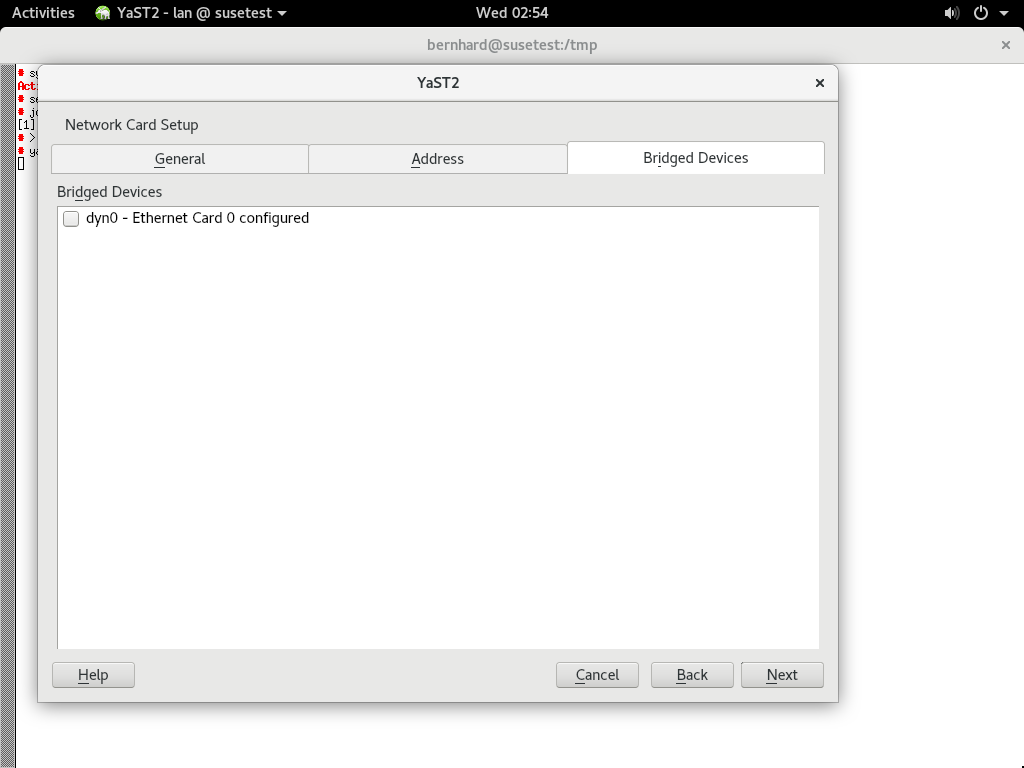 Activities YaST2 - lan @ susetest Wed 02:54
bernhard@susetest:/tmp
YaST2
Network Card Setup
General Address Bridged Devices
Bridged Devices
dyn0 - Ethernet Card 0 configured
Help Cancel Back Next
# 
[1]
# >
#